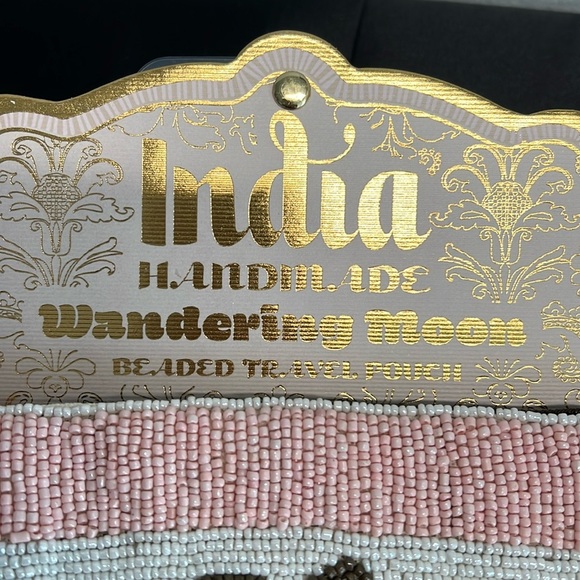 India
HANDMADE
Wandering Moon
BEADED TRAVEL POUCH